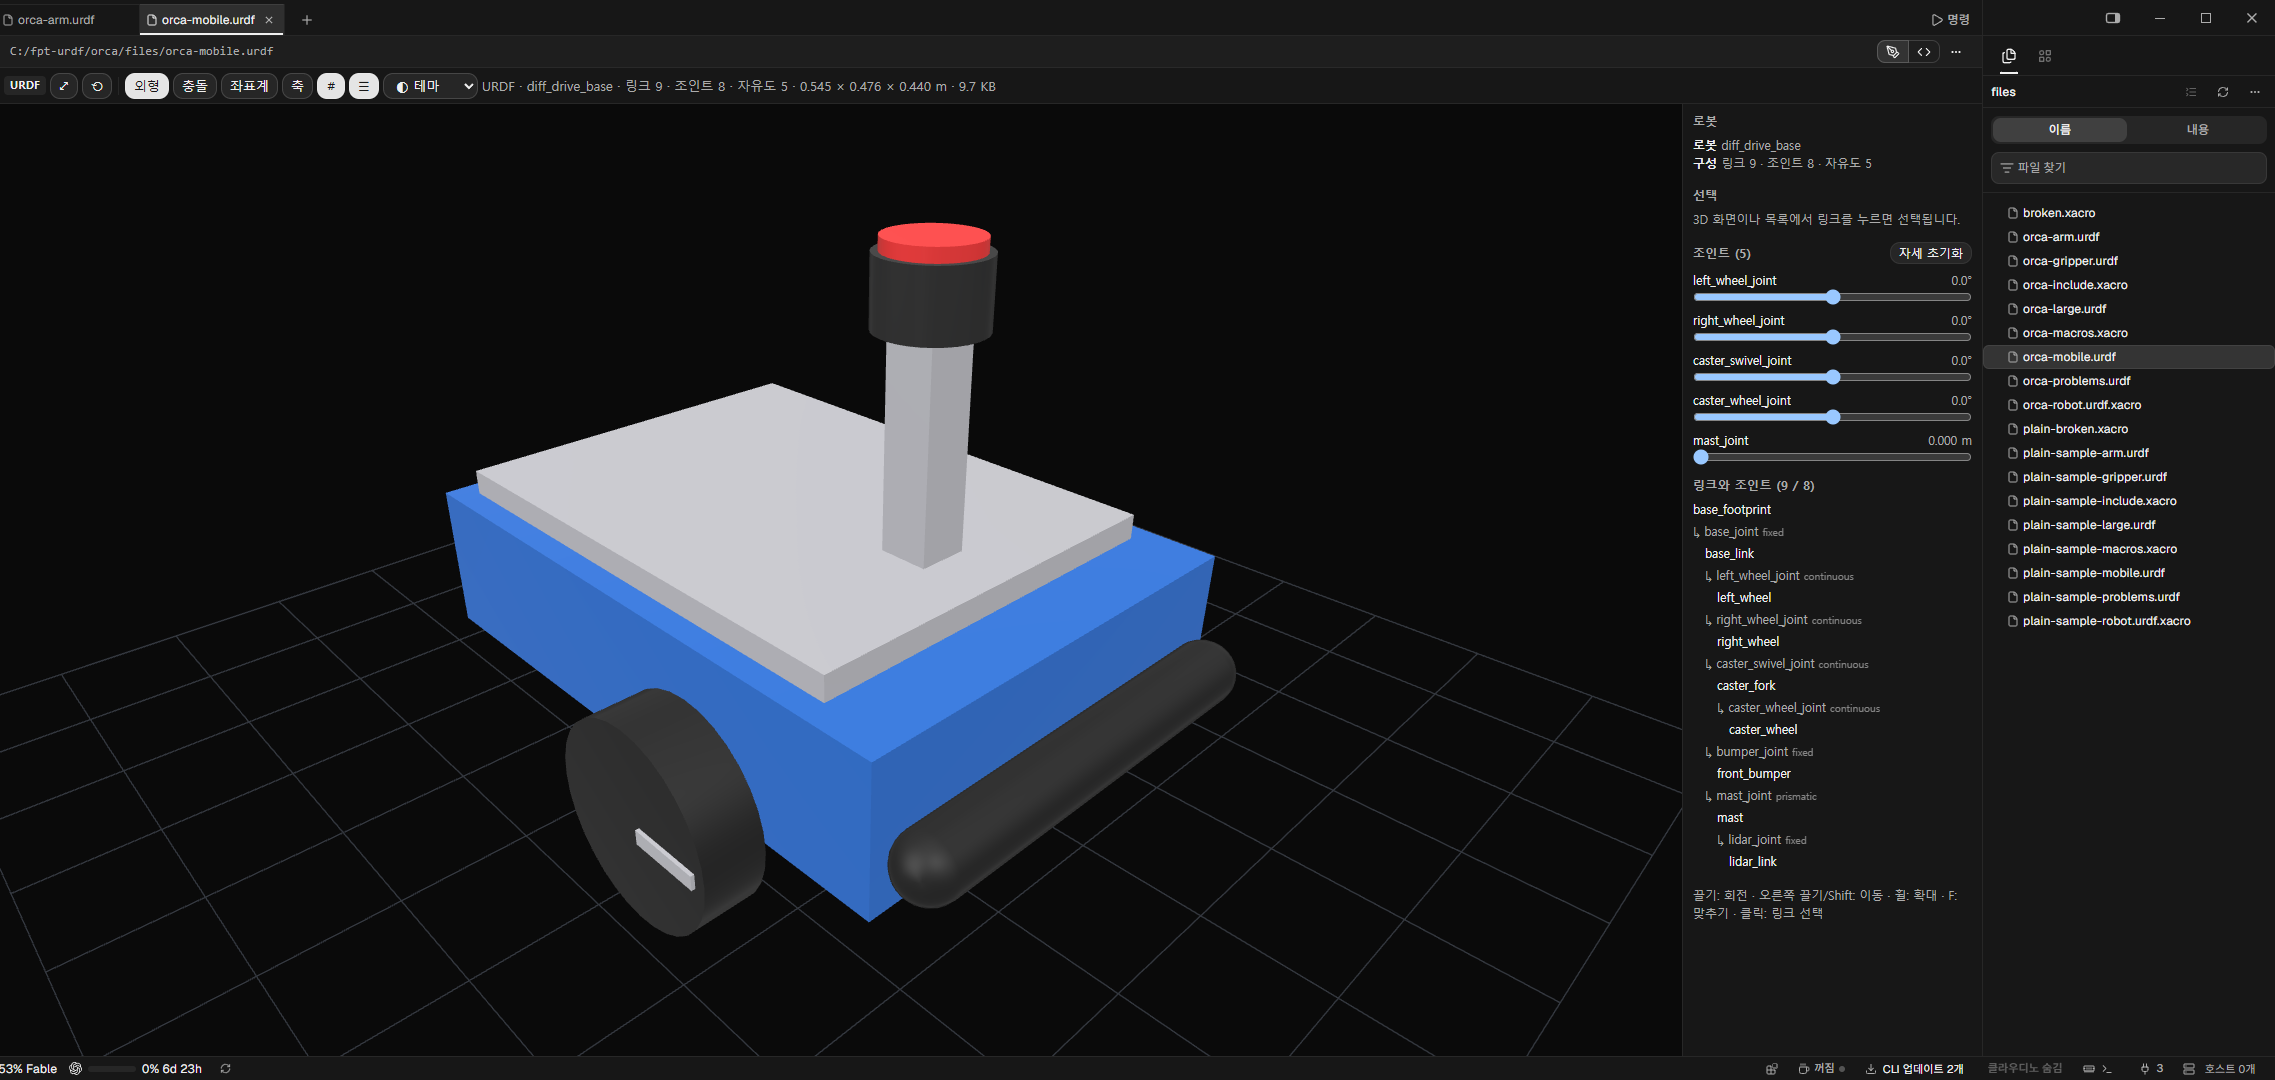 orca-arm.urdf
orca-mobile.urdf
명령
C:/fpt-urdf/orca/files/orca-mobile.urdf
URDF
외형
충돌
좌표계
축
#
테마
URDF · diff_drive_base · 링크 9 · 조인트 8 · 자유도 5 · 0.545 × 0.476 × 0.440 m · 9.7 KB
로봇
로봇 diff_drive_base
구성 링크 9 · 조인트 8 · 자유도 5
선택
3D 화면이나 목록에서 링크를 누르면 선택됩니다.
조인트 (5)
자세 초기화
left_wheel_joint 0.0°
right_wheel_joint 0.0°
caster_swivel_joint 0.0°
caster_wheel_joint 0.0°
mast_joint 0.000 m
링크와 조인트 (9 / 8)
base_footprint
↳ base_joint fixed
base_link
↳ left_wheel_joint continuous
left_wheel
↳ right_wheel_joint continuous
right_wheel
↳ caster_swivel_joint continuous
caster_fork
↳ caster_wheel_joint continuous
caster_wheel
↳ bumper_joint fixed
front_bumper
↳ mast_joint prismatic
mast
↳ lidar_joint fixed
lidar_link
끌기: 회전 · 오른쪽 끌기/Shift: 이동 · 휠: 확대 · F:
맞추기 · 클릭: 링크 선택
files
이름
내용
파일 찾기
broken.xacro
orca-arm.urdf
orca-gripper.urdf
orca-include.xacro
orca-large.urdf
orca-macros.xacro
orca-mobile.urdf
orca-problems.urdf
orca-robot.urdf.xacro
plain-broken.xacro
plain-sample-arm.urdf
plain-sample-gripper.urdf
plain-sample-include.xacro
plain-sample-large.urdf
plain-sample-macros.xacro
plain-sample-mobile.urdf
plain-sample-problems.urdf
plain-sample-robot.urdf.xacro
53% Fable
0% 6d 23h
꺼짐
CLI 업데이트 2개
클라우디노 숨김
3
호스트 0개